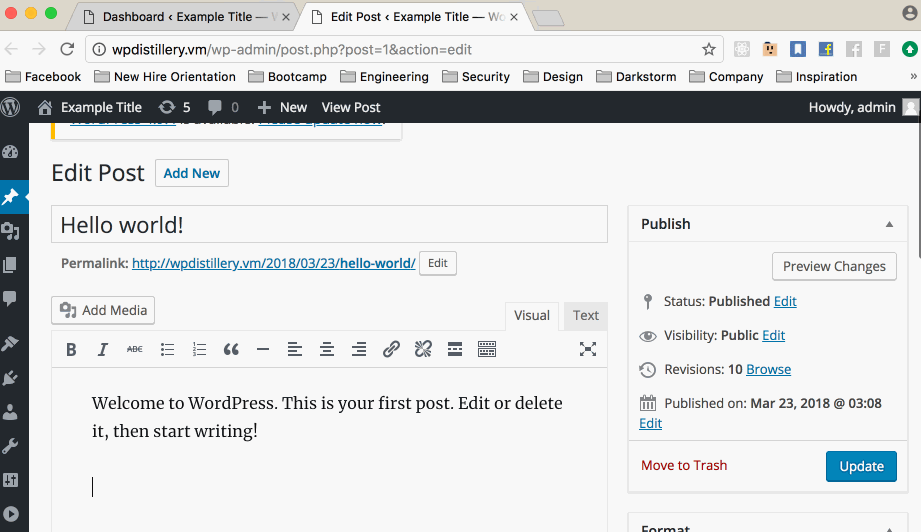 Dashboard ‹ Example Title —
Edit Post ‹ Example Title — Wo
wpdistillery.vm/wp-admin/post.php?post=1&action=edit
Facebook New Hire Orientation Bootcamp Engineering Security Design Darkstorm Company Inspiration »
Example Title 5 0 New View Post Howdy, admin
is available. Please update now.
Edit Post Add New
Hello world!
Permalink: http://wpdistillery.vm/2018/03/23/hello-world/ Edit
Add Media
Visual Text
B I ABC
Welcome to WordPress. This is your first post. Edit or delete
it, then start writing!
Publish
Preview Changes
Status: Published Edit
Visibility: Public Edit
Revisions: 10 Browse
Published on: Mar 23, 2018 @ 03:08
Edit
Move to Trash Update
Format